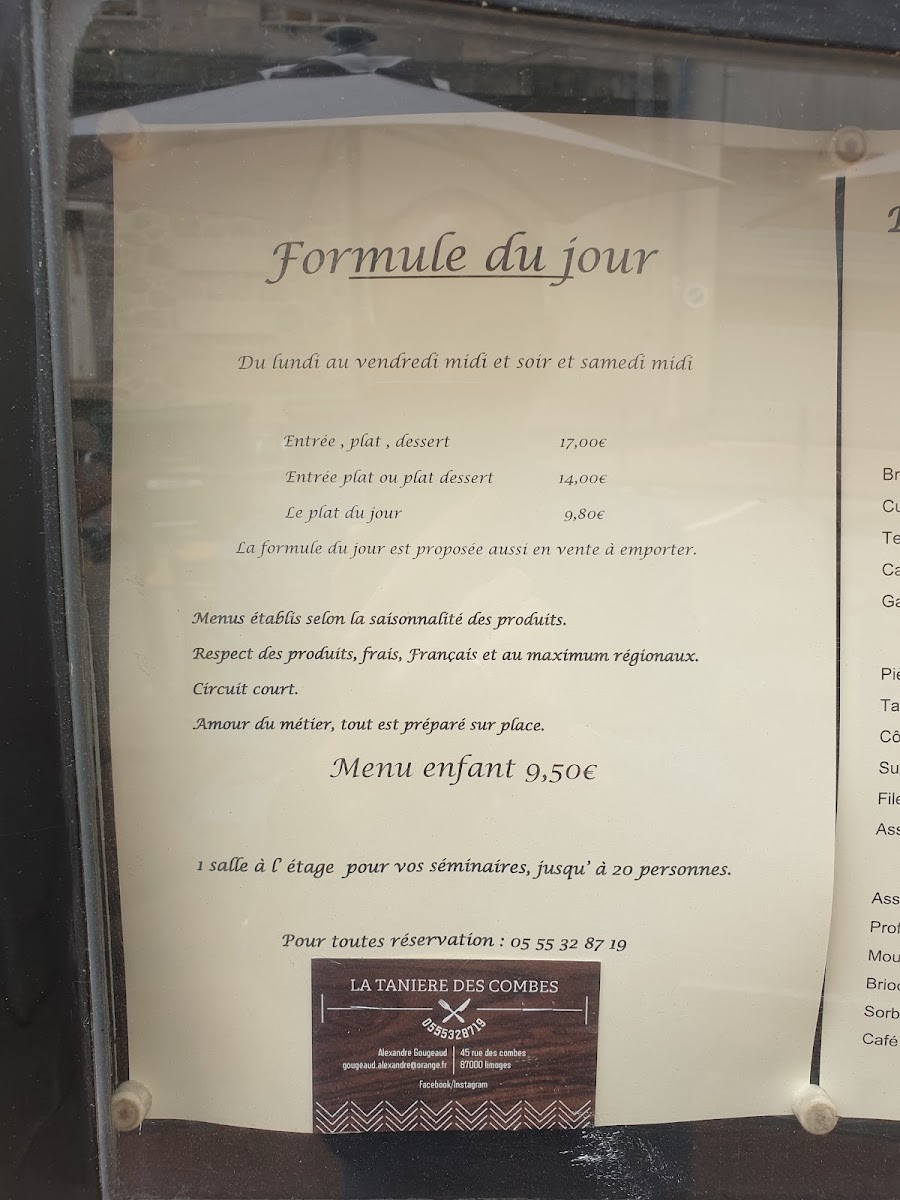 Formule du jour
Du lundi au vendredi midi et soir et samedi midi
Entrée , plat , dessert 17,00€
Entrée plat ou plat dessert 14,00€
Le plat du jour 9,80€
La formule du jour est proposée aussi en vente à emporter.
Menus établis selon la saisonnalité des produits.
Respect des produits, frais, Français et au maximum régionaux.
Circuit court.
Amour du métier, tout est préparé sur place.
Menu enfant 9,50€
1 salle à l' étage pour vos séminaires, jusqu' à 20 personnes.
Pour toutes réservation : 05 55 32 87 19
LA TANIERE DES COMBES
0555328719
Alexandre Gougeaud
gougeaud.alexandre@orange.fr
45 rue des combes
87000 limoges
Facebook/Instagram
Café